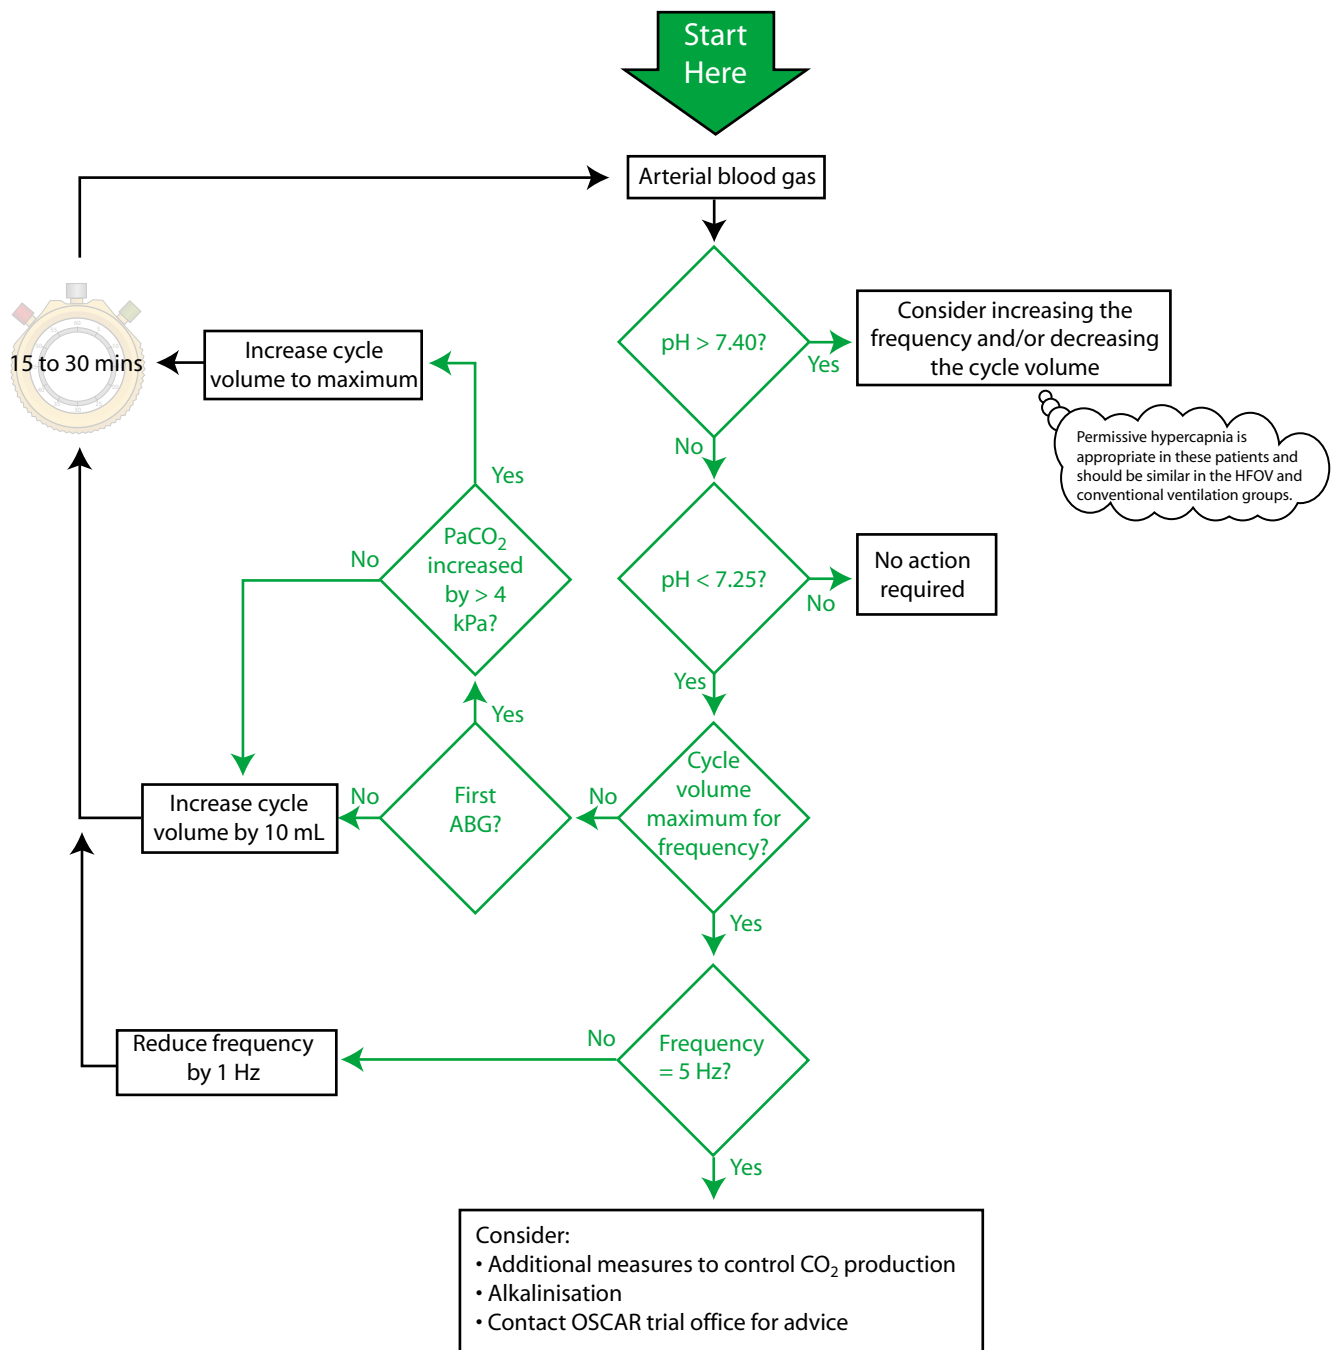 Start
Here
Arterial blood gas
pH > 7.40?
Yes
Consider increasing the
frequency and/or decreasing
the cycle volume
Permissive hypercapnia is
appropriate in these patients and
should be similar in the HFOV and
conventional ventilation groups.
No
15 to 30 mins
Increase cycle
volume to maximum
Yes
PaCO₂
increased
by > 4
kPa?
No
pH < 7.25?
No
No action
required
Yes
Yes
Cycle
volume
maximum for
frequency?
No
First
ABG?
No
Increase cycle
volume by 10 mL
Yes
Frequency
= 5 Hz?
No
Reduce frequency
by 1 Hz
Yes
Consider:
• Additional measures to control CO₂ production
• Alkalinisation
• Contact OSCAR trial office for advice